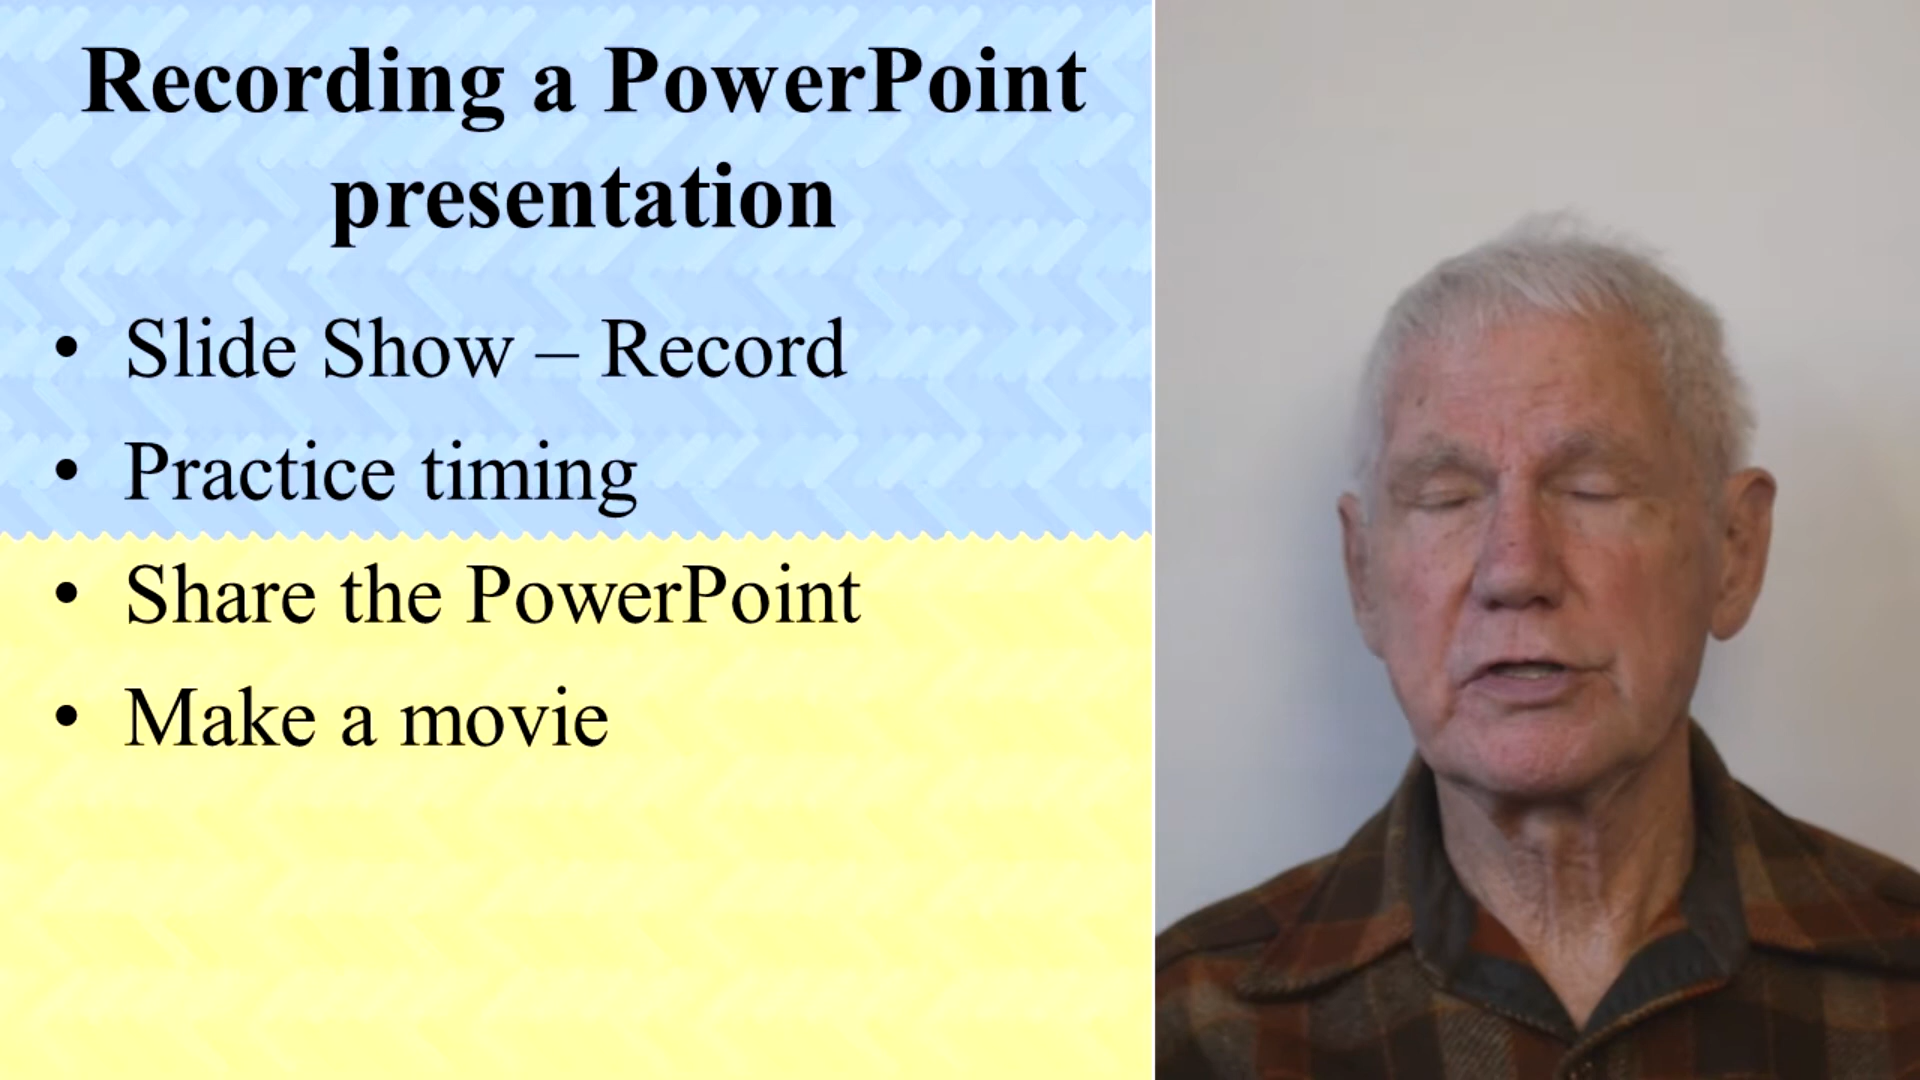 Recording a PowerPoint
presentation
• Slide Show – Record
• Practice timing
• Share the PowerPoint
• Make a movie